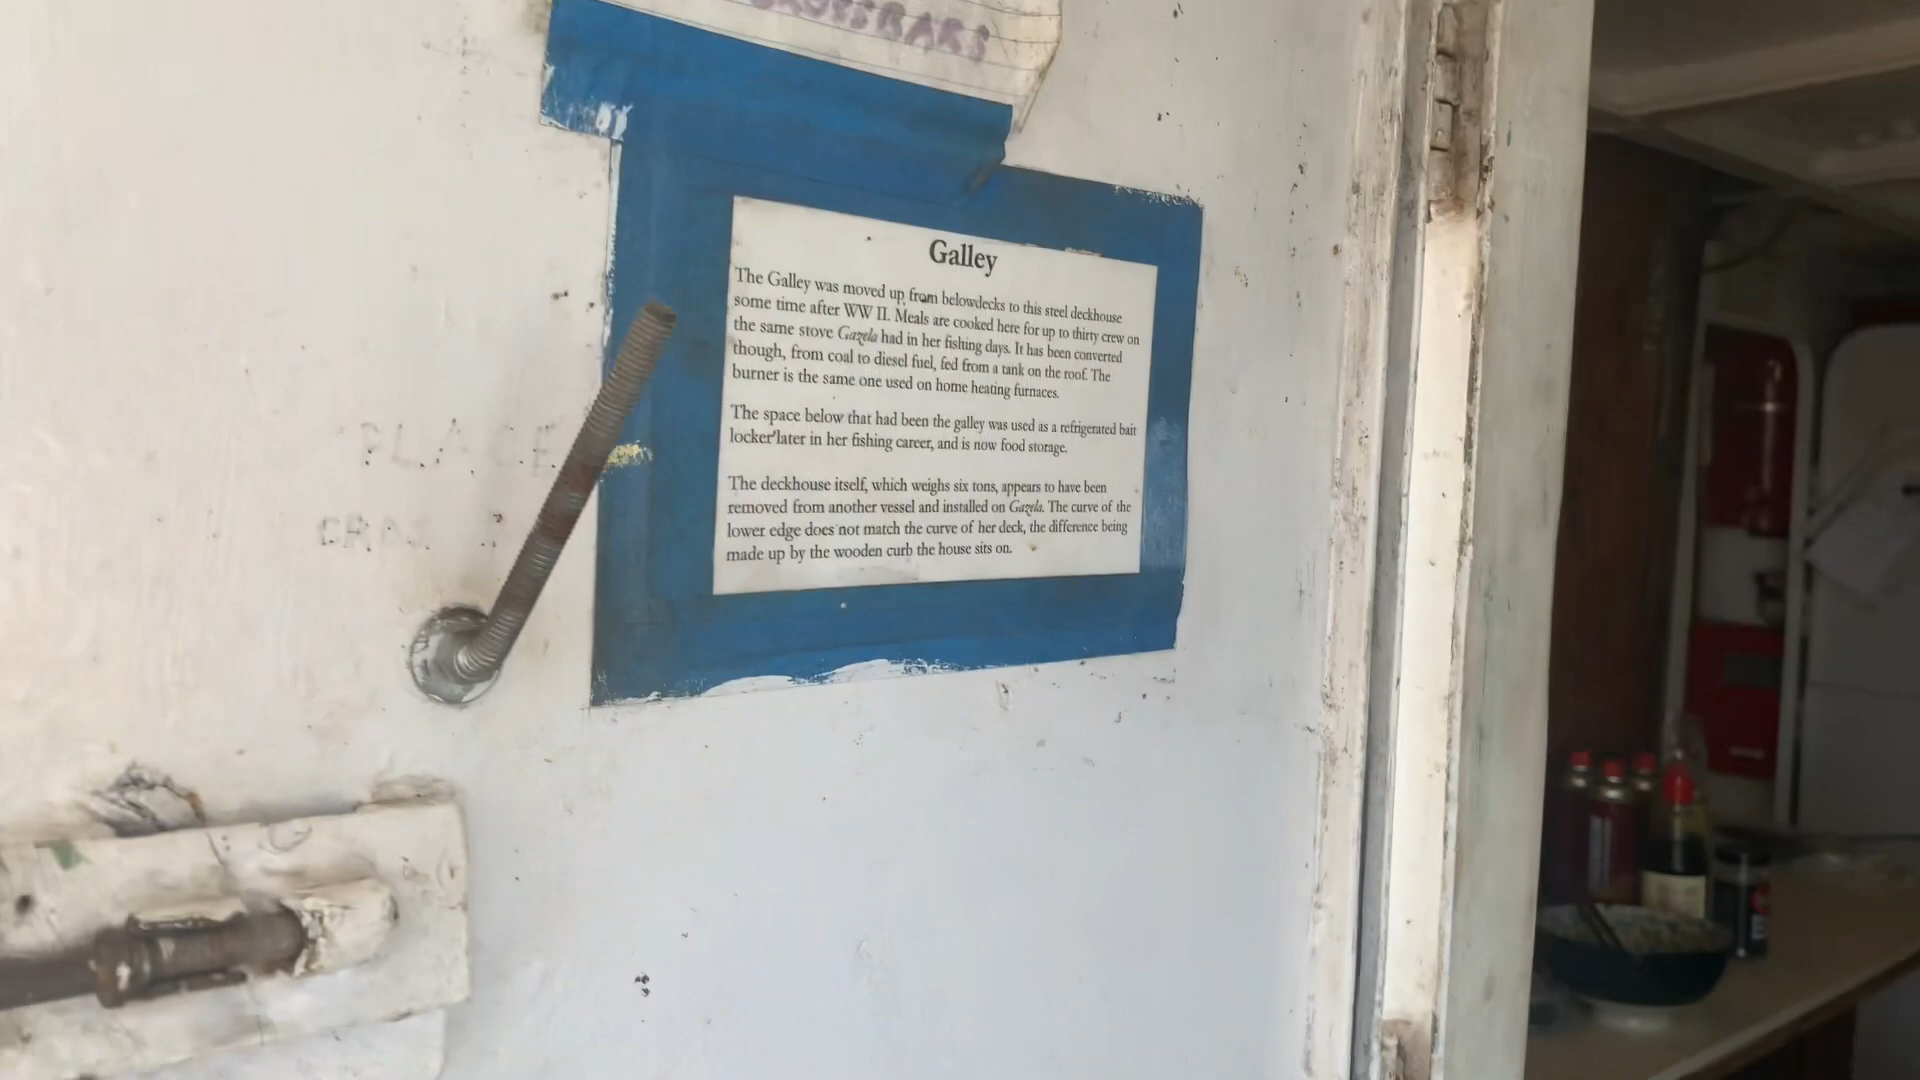 CROSSBARS
Galley
The Galley was moved up from belowdecks to this steel deckhouse
some time after WW II. Meals are cooked here for up to thirty crew on
the same stove Gazela had in her fishing days. It has been converted
though, from coal to diesel fuel, fed from a tank on the roof. The
burner is the same one used on home heating furnaces.
The space below that had been the galley was used as a refrigerated bait
locker later in her fishing career, and is now food storage.
The deckhouse itself, which weighs six tons, appears to have been
removed from another vessel and installed on Gazela. The curve of the
lower edge does not match the curve of her deck, the difference being
made up by the wooden curb the house sits on.
PLACE